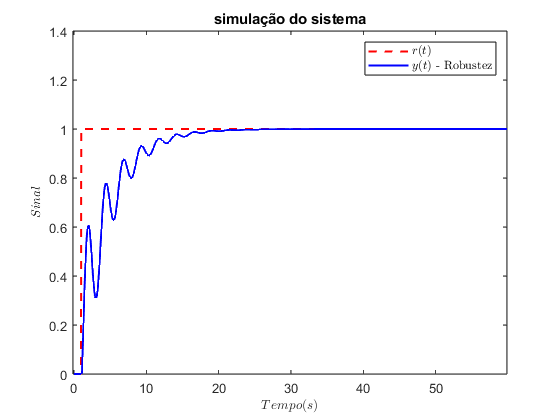 simulação do sistema
r(t)
y(t) - Robustez
1.4
1.2
1
0.8
0.6
0.4
0.2
0
Sinal
0 10 20 30 40 50
Tempo(s)